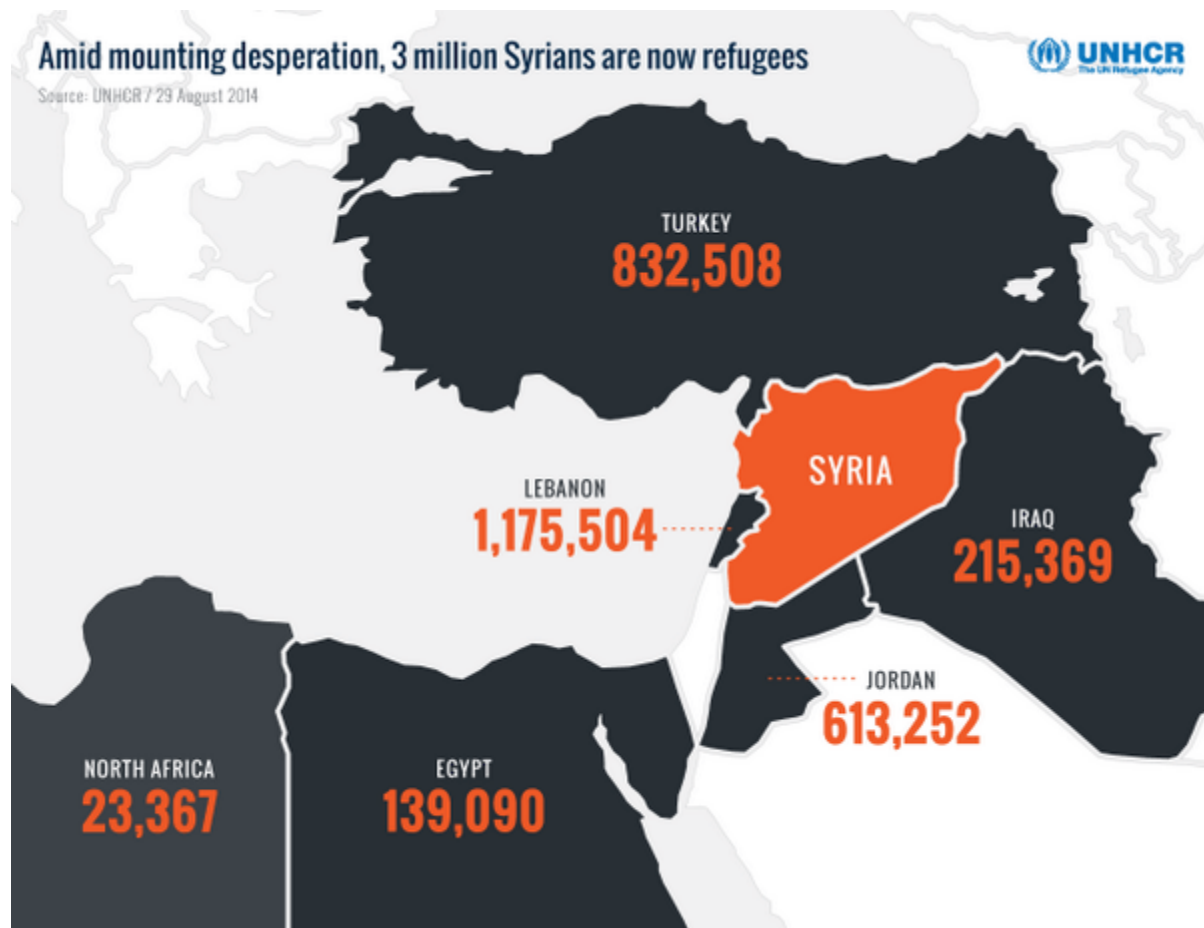 Amid mounting desperation, 3 million Syrians are now refugees
Source: UNHCR / 29 August 2014
UNHCR
The UN Refugee Agency
TURKEY
832,508
SYRIA
LEBANON
1,175,504
IRAQ
215,369
JORDAN
613,252
NORTH AFRICA
23,367
EGYPT
139,090